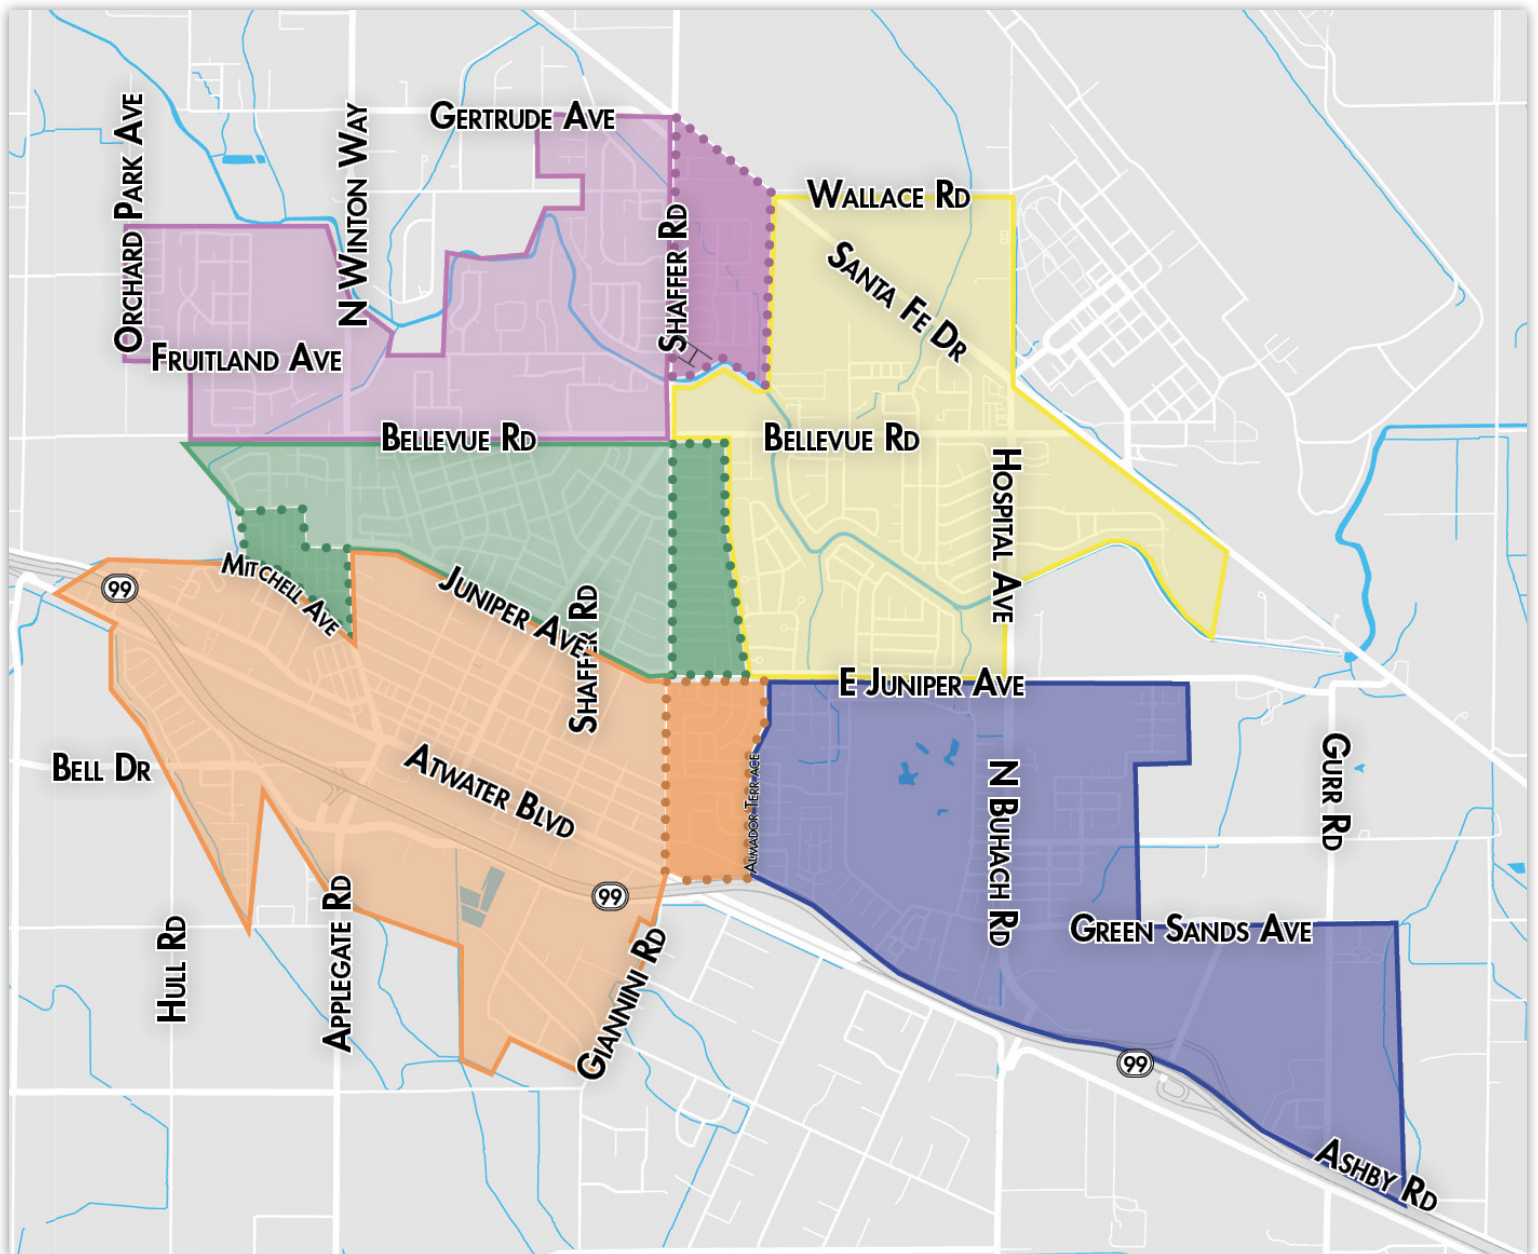 Orchard Park Ave
N Winton Way
Gertrude Ave
Shaffer Rd
Wallace Rd
Santa Fe Dr
Fruitland Ave
Bellevue Rd
Bellevue Rd
Hospital Ave
Mitchell Ave
99
Juniper Ave
Shaffer Rd
E Juniper Ave
Bell Dr
Atwater Blvd
Almador Terrace
N Buhach Rd
Gurr Rd
99
Hull Rd
Applegate Rd
Giannini Rd
Green Sands Ave
99
Ashby Rd